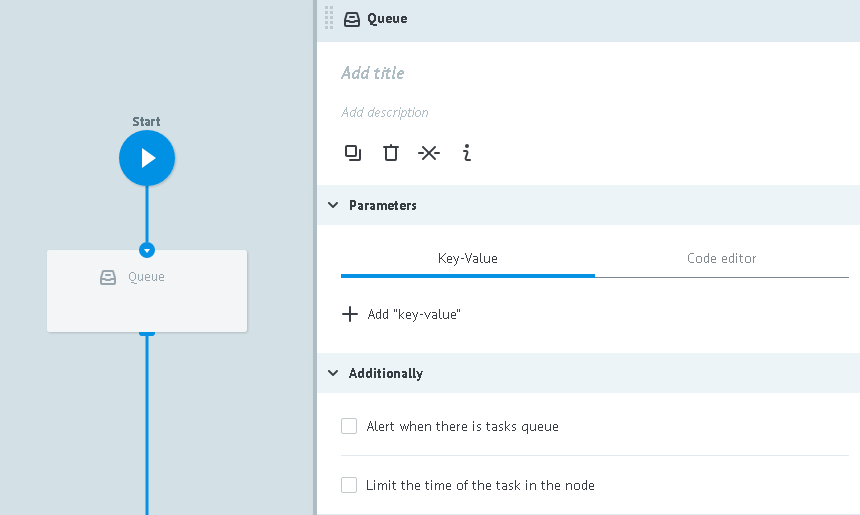 Start
Queue
Queue
Add title
Add description
Parameters
Key-Value
Code editor
Add "key-value"
Additionally
Alert when there is tasks queue
Limit the time of the task in the node